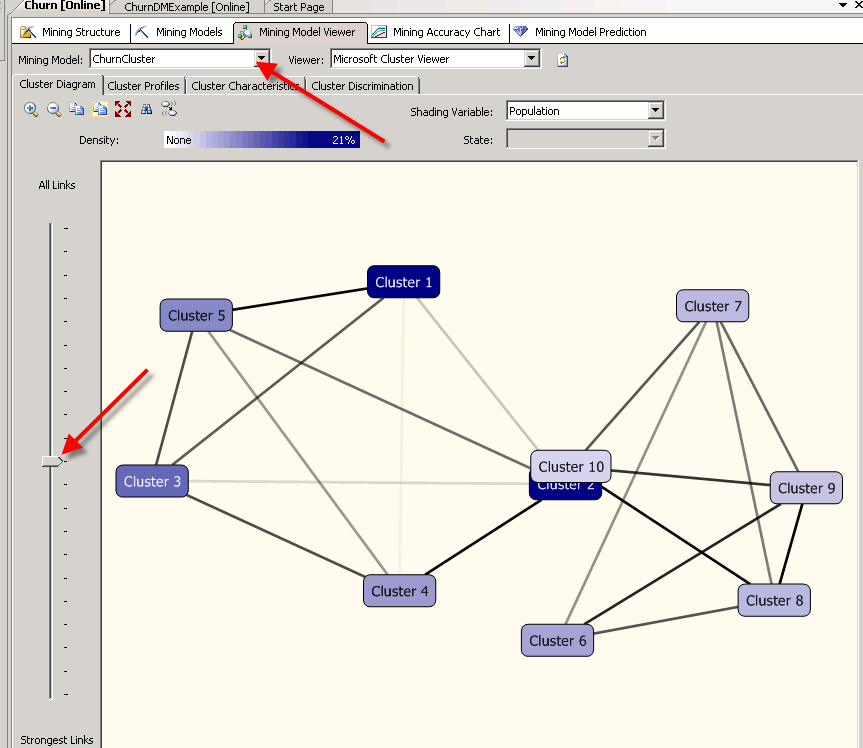 Churn [Online] ChurnDMExample [Online] Start Page
Mining Structure Mining Models Mining Model Viewer Mining Accuracy Chart Mining Model Prediction
Mining Model: ChurnCluster Viewer: Microsoft Cluster Viewer
Cluster Diagram Cluster Profiles Cluster Characteristics Cluster Discrimination
Shading Variable: Population
Density: None 21% State:
All Links
Cluster 1
Cluster 5
Cluster 7
Cluster 10
Cluster 2
Cluster 3
Cluster 9
Cluster 4
Cluster 8
Cluster 6
Strongest Links